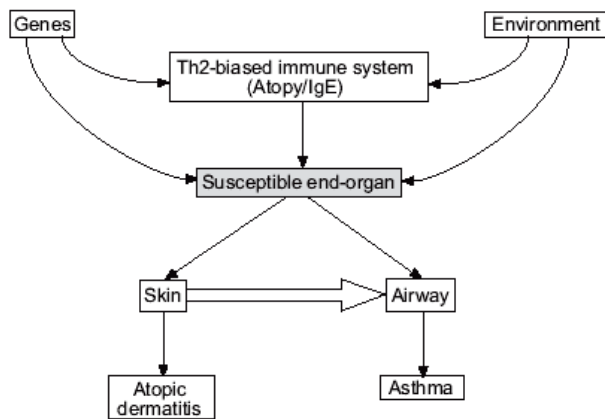 Genes
Environment
Th2-biased immune system
(Atopy/IgE)
Susceptible end-organ
Skin
Airway
Atopic
dermatitis
Asthma